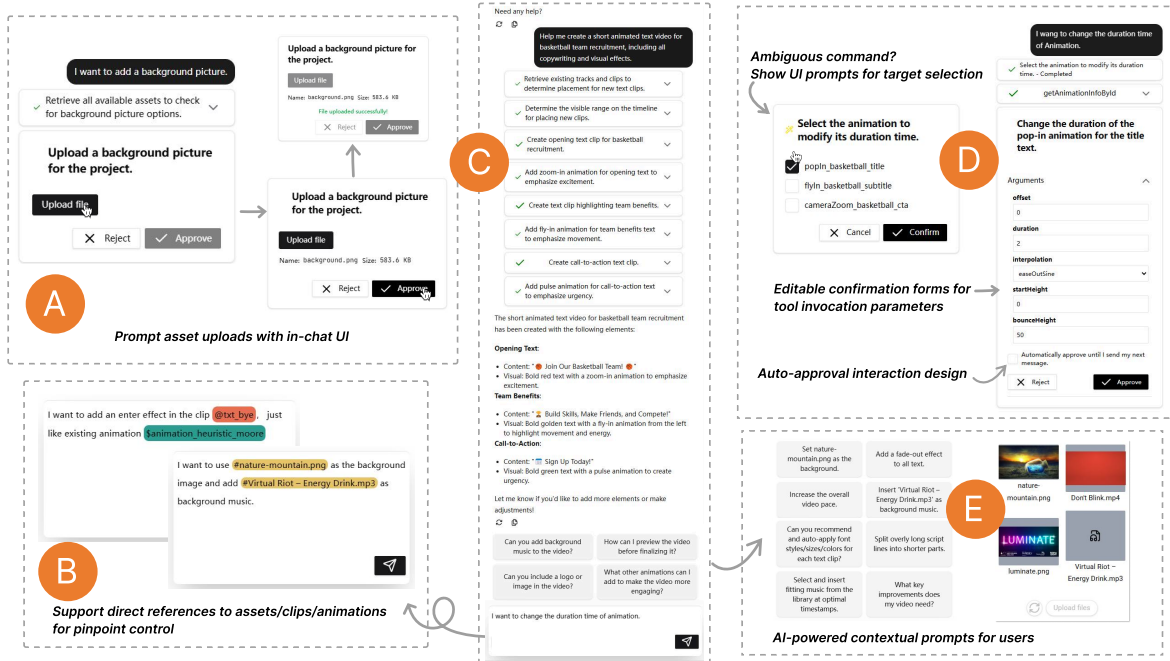 I want to add a background picture.
Retrieve all available assets to check
for background picture options.
Upload a background picture
for the project.
Upload file
Reject
Approve
Upload a background picture for
the project.
Upload file
Name: background.png Size: 583.6 KB
File uploaded successfully!
Reject
Approve
Upload a background picture
for the project.
Upload file
Name: background.png Size: 583.6 KB
Reject
Approve
A
Prompt asset uploads with in-chat UI
I want to add an enter effect in the clip @txt_bye, just
like existing animation $animation_heuristic_moore
I want to use #nature-mountain.png as the background
image and add #Virtual Riot – Energy Drink.mp3 as
background music.
B
Support direct references to assets/clips/animations
for pinpoint control
Need any help?
Help me create a short animated text video for
basketball team recruitment, including all
copywriting and visual effects.
C
Retrieve existing tracks and clips to
determine placement for new text clips.
Determine the visible range on the timeline
for placing new clips.
Create opening text clip for basketball
recruitment.
Add zoom-in animation for opening text to
emphasize excitement.
Create text clip highlighting team benefits.
Add fly-in animation for team benefits text
to emphasize movement.
Create call-to-action text clip.
Add pulse animation for call-to-action text
to emphasize urgency.
The short animated text video for basketball team recruitment
has been created with the following elements:
Opening Text:
• Content: "🏀 Join Our Basketball Team! 🏀"
• Visual: Bold red text with a zoom-in animation to emphasize
excitement.
Team Benefits:
• Content: "🏆 Build Skills, Make Friends, and Compete!"
• Visual: Bold golden text with a fly-in animation from the left
to highlight movement and energy.
Call-to-Action:
• Content: "📅 Sign Up Today!"
• Visual: Bold green text with a pulse animation to create
urgency.
Let me know if you'd like to add more elements or make
adjustments!
Can you add background
music to the video?
How can I preview the video
before finalizing it?
Can you include a logo or
image in the video?
What other animations can I
add to make the video more
engaging?
I want to change the duration time of animation.
Ambiguous command?
Show UI prompts for target selection
Select the animation to
modify its duration time.
popIn_basketball_title
flyIn_basketball_subtitle
cameraZoom_basketball_cta
Cancel
Confirm
D
I wang to change the duration time
of Animation.
Select the animation to modify its duration
time. - Completed
getAnimationInfoById
Change the duration of the
pop-in animation for the title
text.
Arguments
offset
0
duration
2
interpolation
easeOutSine
startHeight
0
bounceHeight
50
Automatically approve until I send my next
message.
Reject
Approve
Editable confirmation forms for
tool invocation parameters
Auto-approval interaction design
Set nature-
mountain.png as the
background.
Add a fade-out effect
to all text.
Increase the overall
video pace.
Insert 'Virtual Riot –
Energy Drink.mp3' as
background music.
Can you recommend
and auto-apply font
styles/sizes/colors for
each text clip?
Split overly long script
lines into shorter parts.
Select and insert
fitting music from the
library at optimal
timestamps.
What key
improvements does
my video need?
E
nature-
mountain.png
Don't Blink.mp4
LUMINATE
luminate.png
Virtual Riot –
Energy Drink.mp3
Upload files
AI-powered contextual prompts for users